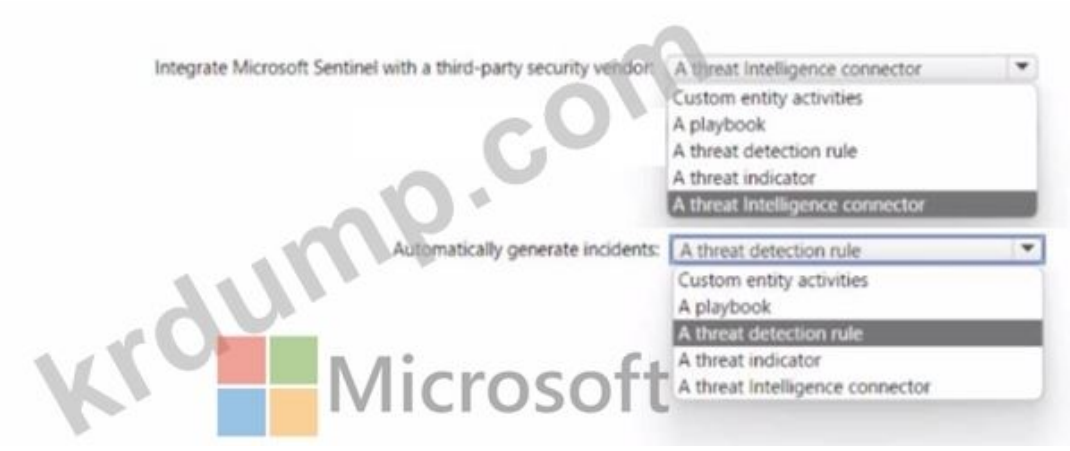 Integrate Microsoft Sentinel with a third-party security vendor: A threat Intelligence connector
Custom entity activities
A playbook
A threat detection rule
A threat indicator
A threat Intelligence connector
Automatically generate incidents: A threat detection rule
Custom entity activities
A playbook
A threat detection rule
A threat indicator
A threat Intelligence connector
krdump.com
Microsoft